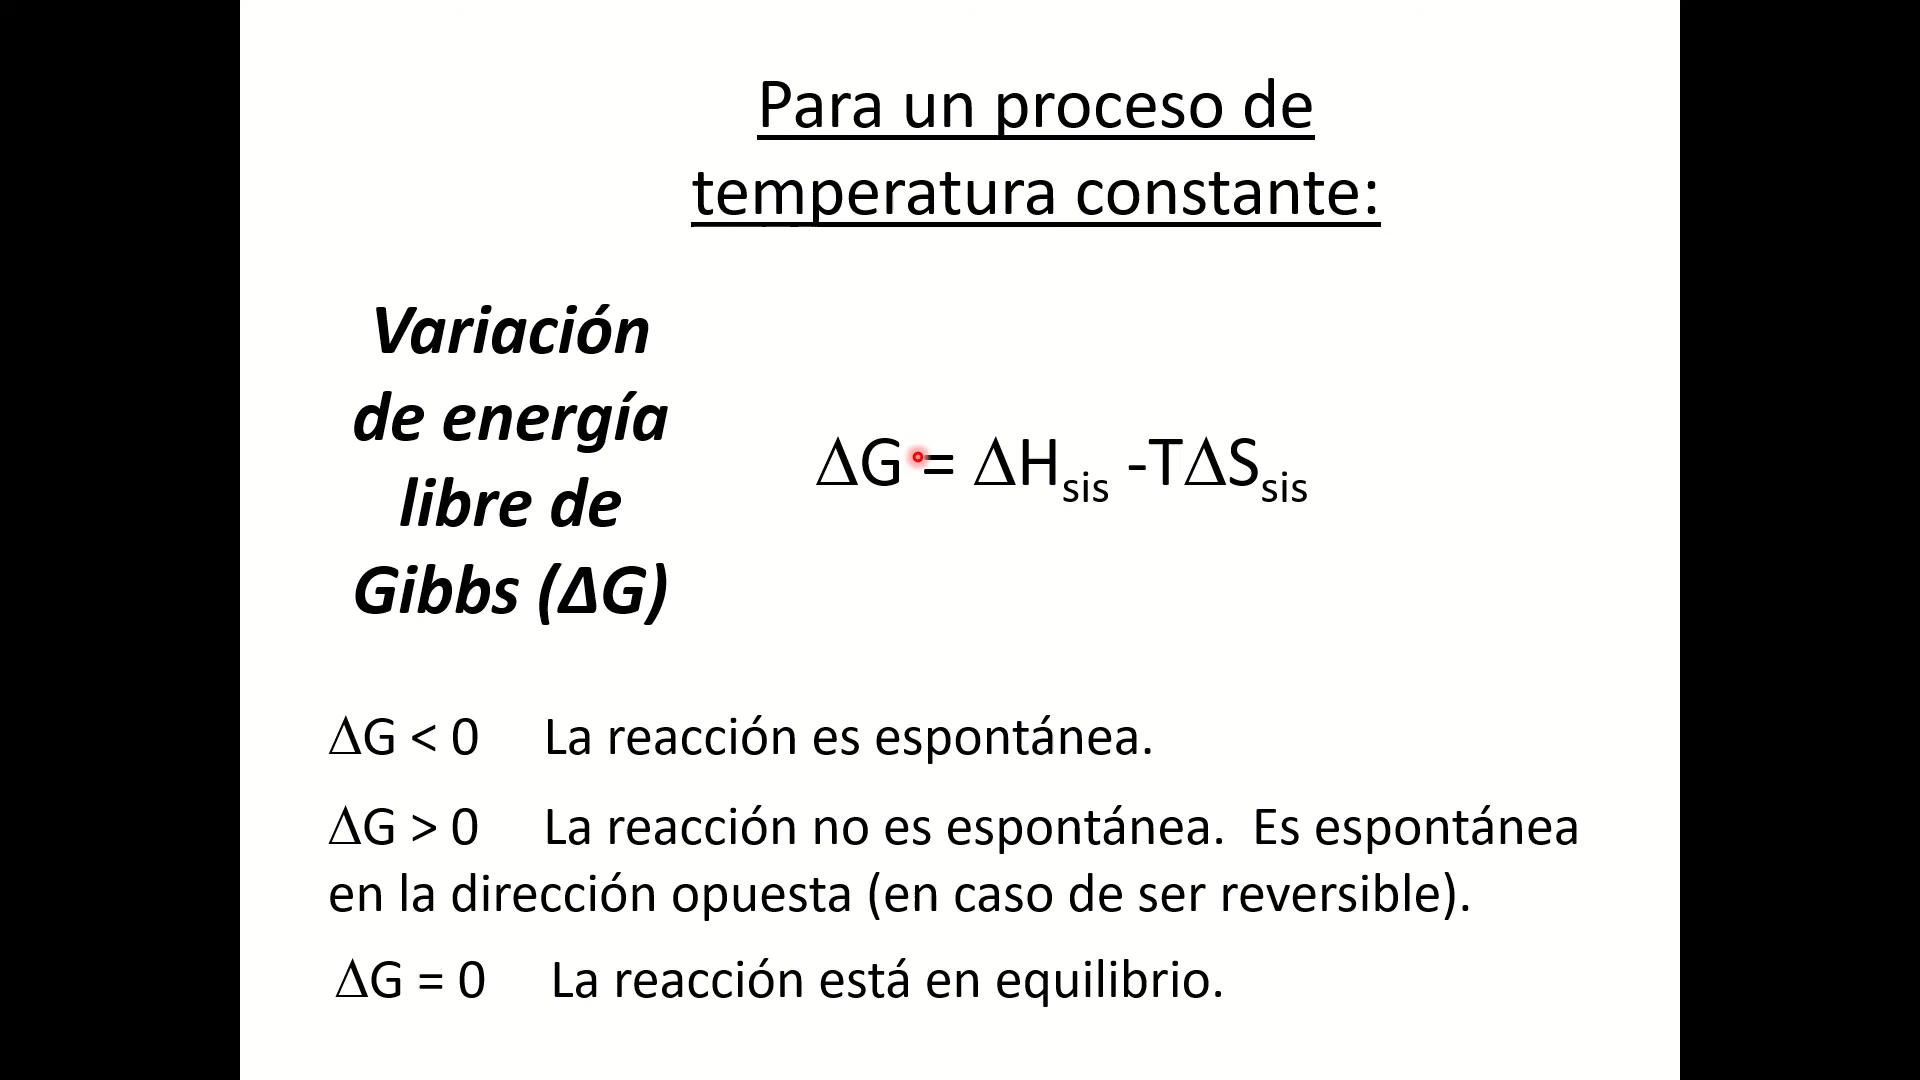 Para un proceso de
temperatura constante:
Variación
de energía
libre de
Gibbs (ΔG)
ΔG = ΔHsis -TΔSsis
ΔG < 0 La reacción es espontánea.
ΔG > 0 La reacción no es espontánea. Es espontánea
en la dirección opuesta (en caso de ser reversible).
ΔG = 0 La reacción está en equilibrio.